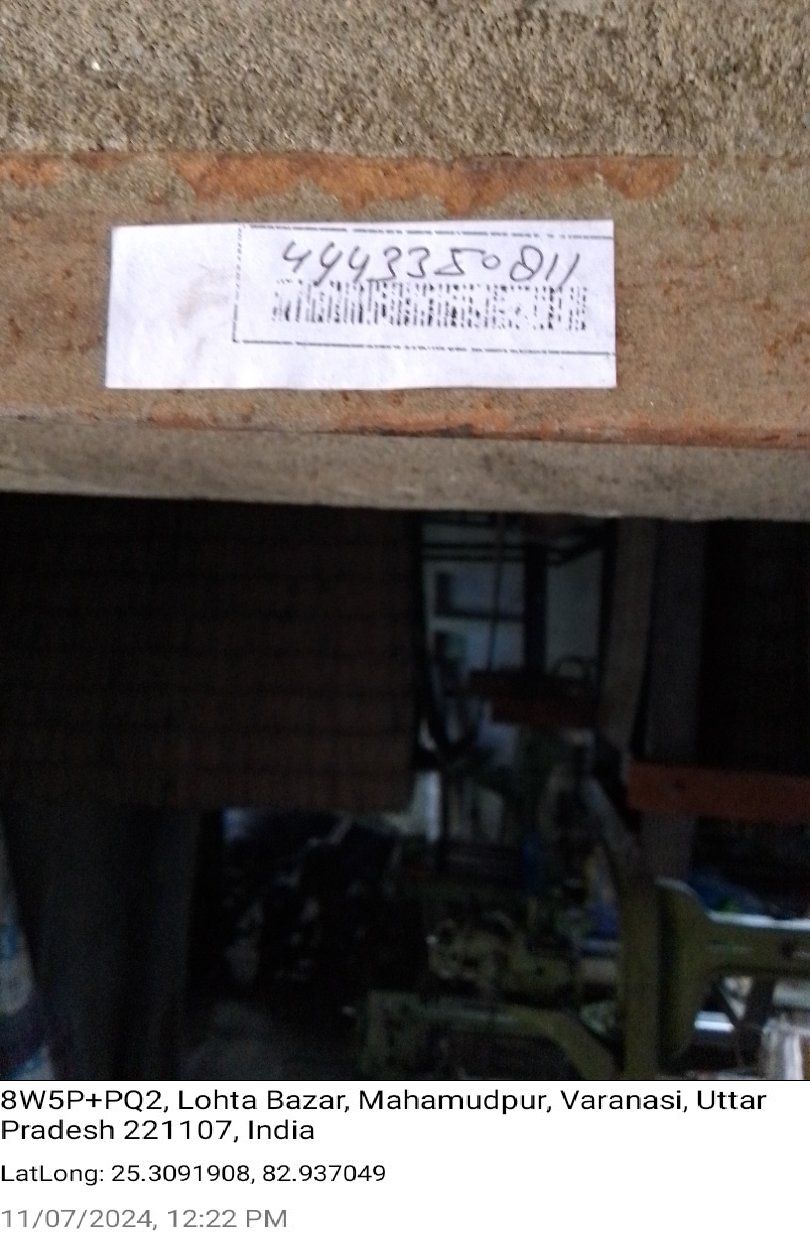 4443350811
8W5P+PQ2, Lohta Bazar, Mahamudpur, Varanasi, Uttar
Pradesh 221107, India
LatLong: 25.3091908, 82.937049
11/07/2024, 12:22 PM